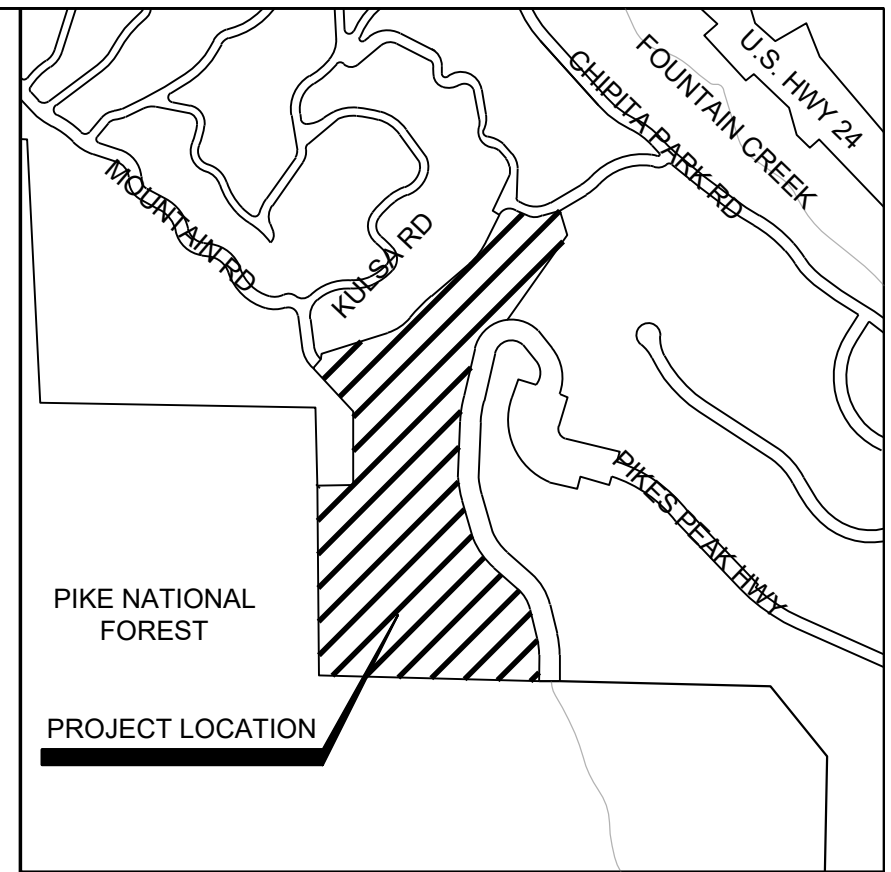 U.S. HWY 24
FOUNTAIN CREEK
CHIPITA PARK RD
MOUNTAIN RD
KULSA RD
PIKES PEAK HWY
PIKE NATIONAL
FOREST
PROJECT LOCATION